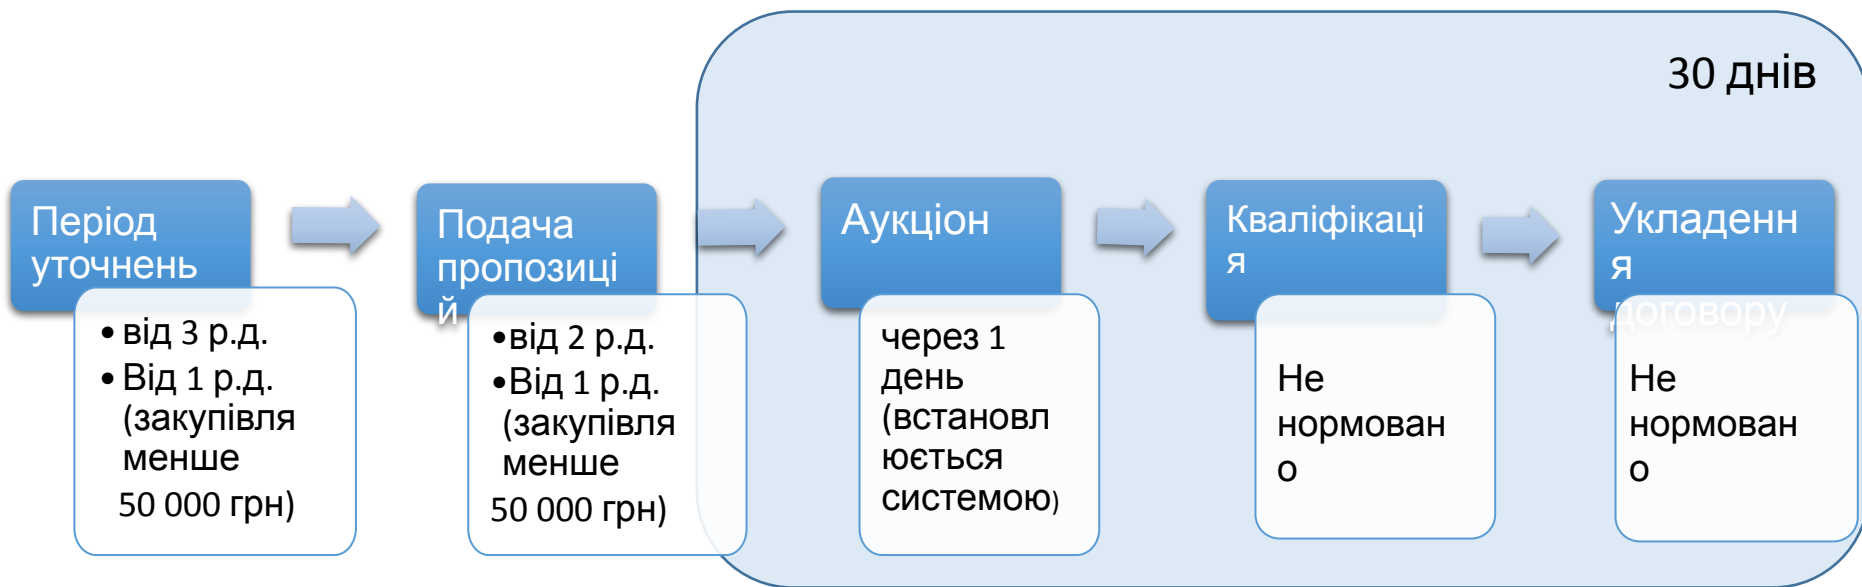 30 днів
Період
уточнень
• від 3 р.д.
• Від 1 р.д.
(закупівля
менше
50 000 грн)
Подача
пропозиці
й
•від 2 р.д.
•Від 1 р.д.
(закупівля
менше
50 000 грн)
Аукціон
через 1
день
(встановл
юється
системою)
Кваліфікаці
я
Не
нормован
о
Укладенн
я
договору
Не
нормован
о